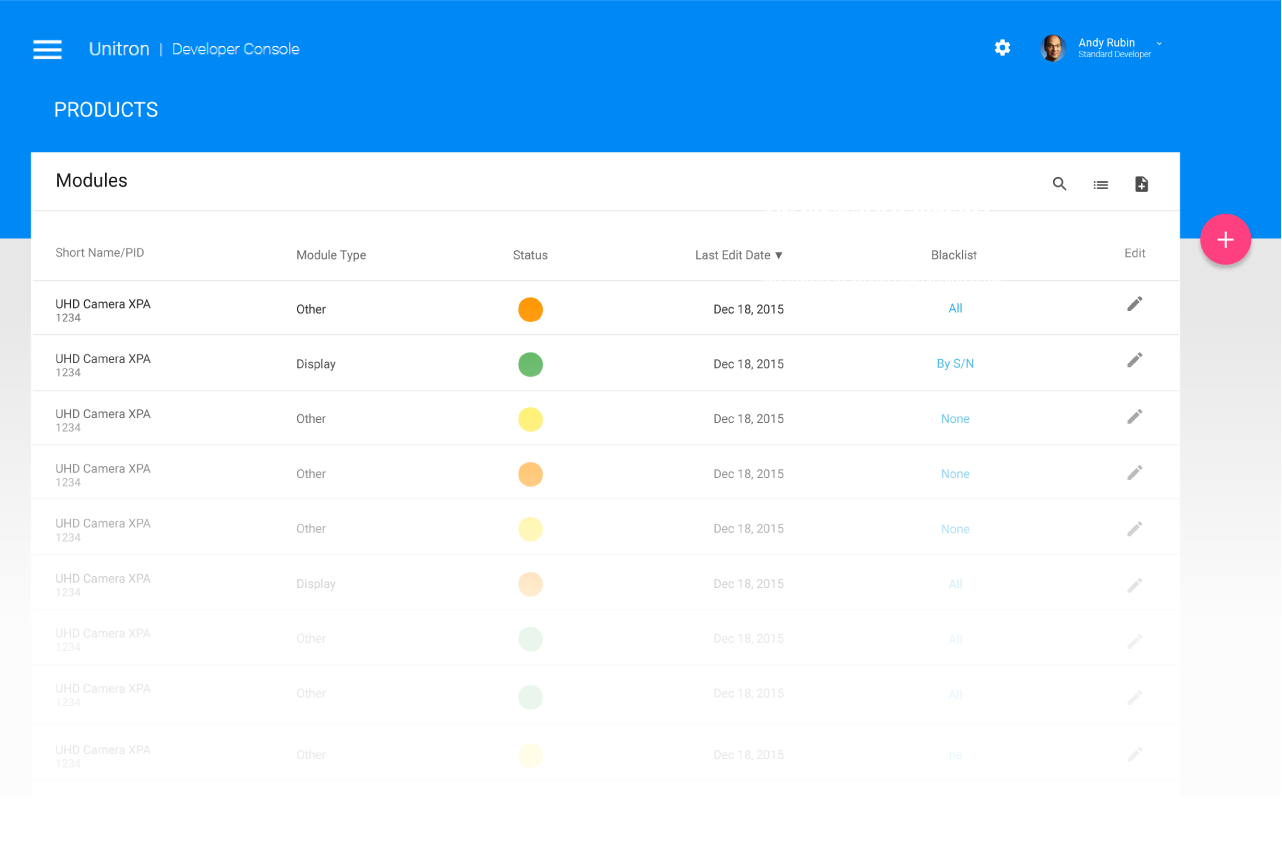 Unitron | Developer Console
Andy Rubin
Standard Developer
PRODUCTS
Modules
Short Name/PID Module Type Status Last Edit Date ▼ Blacklist Edit
UHD Camera XPA
1234
Other Dec 18, 2015 All
UHD Camera XPA
1234
Display Dec 18, 2015 By S/N
UHD Camera XPA
1234
Other Dec 18, 2015 None
UHD Camera XPA
1234
Other Dec 18, 2015 None
UHD Camera XPA
1234
Other Dec 18, 2015 None
UHD Camera XPA
1234
Display Dec 18, 2015 All
UHD Camera XPA
1234
Other Dec 18, 2015 All
UHD Camera XPA
1234
Other Dec 18, 2015 All
UHD Camera XPA
1234
Other Dec 18, 2015 ne